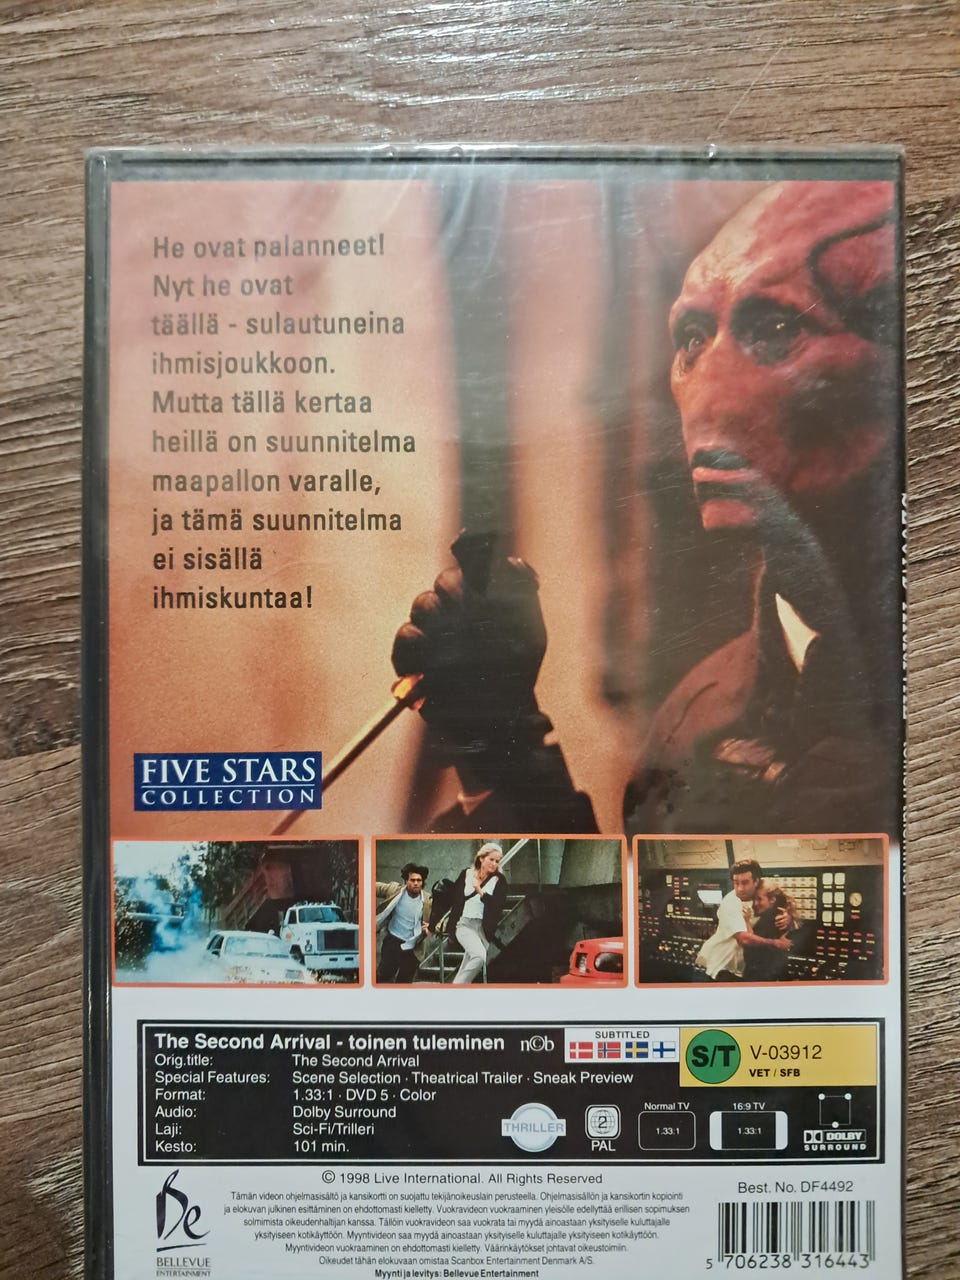 He ovat palanneet!
Nyt he ovat
täällä - sulautuneina
ihmisjoukkoon.
Mutta tällä kertaa
heillä on suunnitelma
maapallon varalle,
ja tämä suunnitelma
ei sisällä
ihmiskuntaa!
FIVE STARS
COLLECTION
The Second Arrival - toinen tuleminen
n©b
SUBTITLED
S/T
V-03912
VET / SFB
Orig.title: The Second Arrival
Special Features: Scene Selection · Theatrical Trailer · Sneak Preview
Format: 1.33:1 · DVD 5 · Color
Audio: Dolby Surround
Laji: Sci-Fi/Trilleri
Kesto: 101 min.
THRILLER
2
PAL
Normal TV
1.33:1
16:9 TV
1.33:1
DOLBY
SURROUND
Be
BELLEVUE
ENTERTAINMENT
© 1998 Live International. All Rights Reserved
Tämän videon ohjelmasisältö ja kansikortti on suojattu tekijänoikeuslain perusteella. Ohjelmasisällön ja kansikortin kopiointi
ja elokuvan julkinen esittäminen on ehdottomasti kielletty. Vuokravideon vuokraaminen yleisölle edellyttää erillisen sopimuksen
solmimista oikeudenhaltijan kanssa. Tällöin vuokravideon saa vuokrata tai myydä ainoastaan yksityiselle kuluttajalle
yksityiseen kotikäyttöön. Myyntivideon saa myydä ainoastaan yksityiselle kuluttajalle yksityiseen kotikäyttöön.
Myyntivideon vuokraaminen on ehdottomasti kielletty. Väärinkäytökset johtavat oikeustoimiin.
Oikeudet tähän elokuvaan omistaa Scanbox Entertainment Denmark A/S.
Myynti ja levitys: Bellevue Entertainment
Best. No. DF4492
5 706238 316443